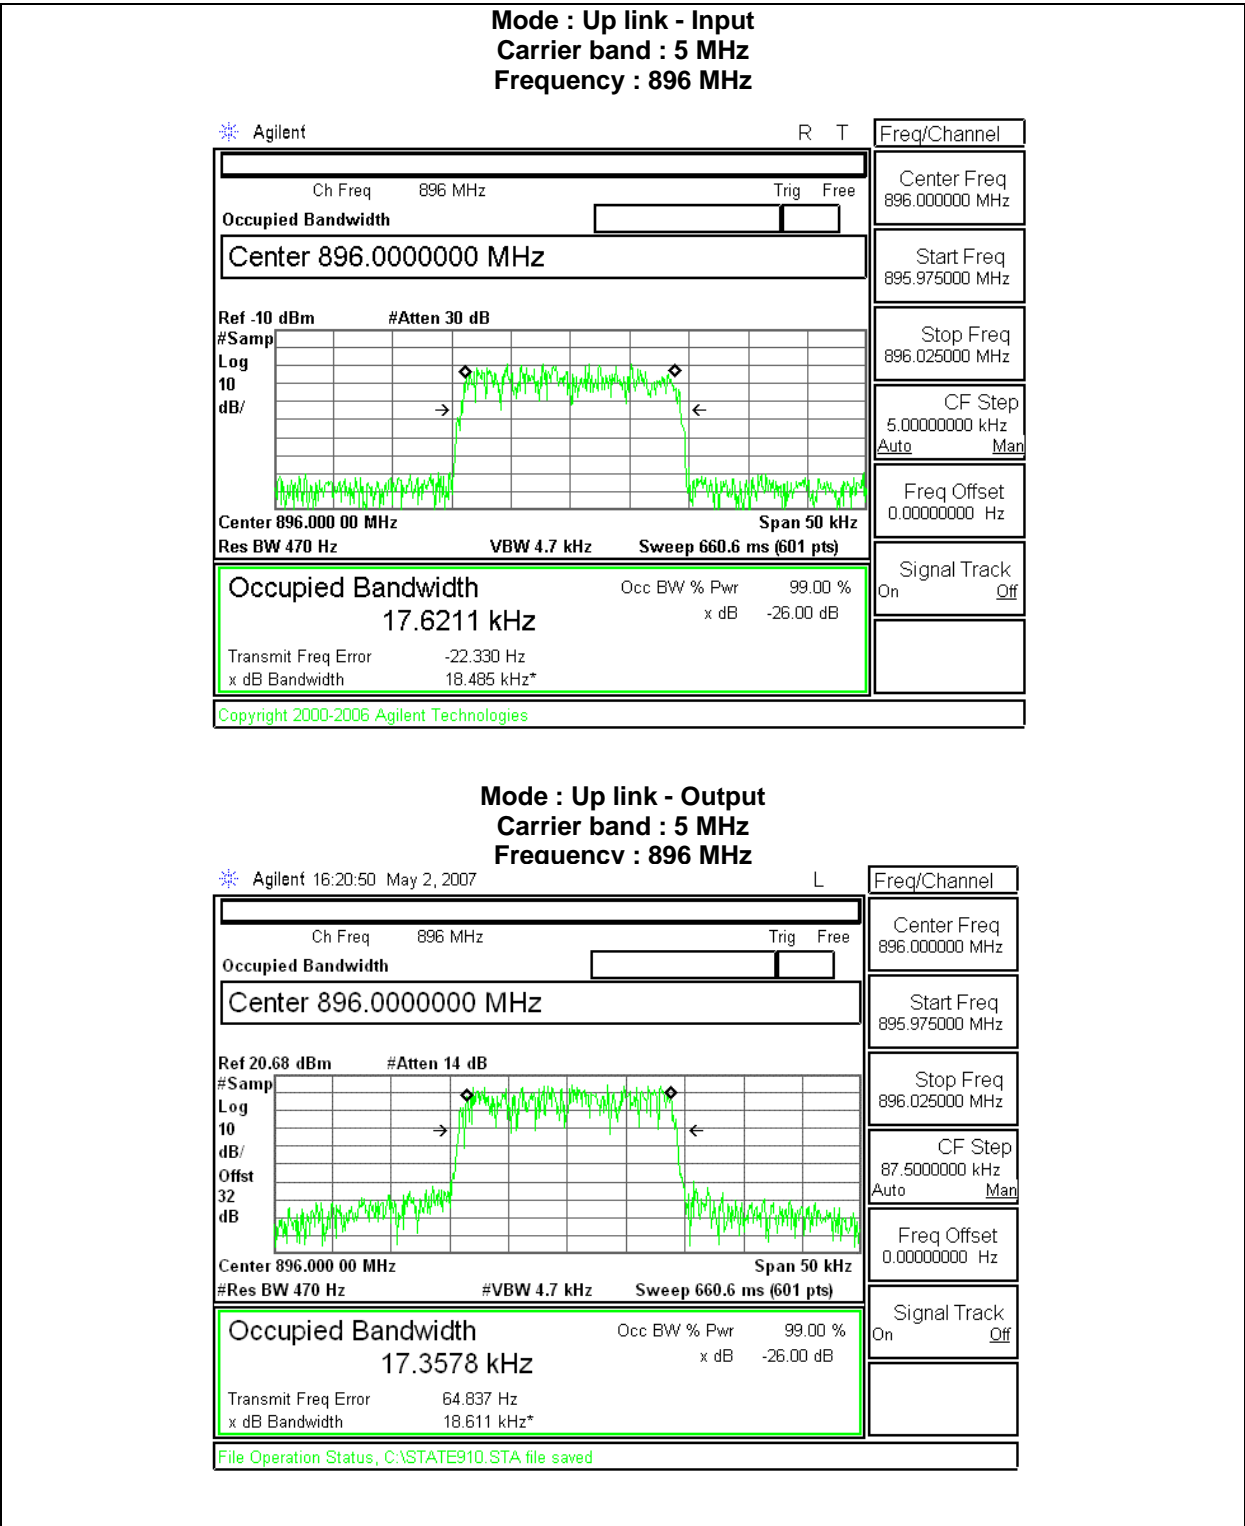 Mode : Up link - Input
Carrier band : 5 MHz
Frequency : 896 MHz
Agilent R T Freq/Channel
Ch Freq 896 MHz Trig Free
Occupied Bandwidth
Center 896.0000000 MHz
Center Freq
896.000000 MHz
Start Freq
895.975000 MHz
Stop Freq
896.025000 MHz
CF Step
5.00000000 kHz
Auto Man
Freq Offset
0.00000000 Hz
Signal Track
On Off
Ref -10 dBm #Atten 30 dB
#Samp
Log
10
dB/
Center 896.000 00 MHz Span 50 kHz
Res BW 470 Hz VBW 4.7 kHz Sweep 660.6 ms (601 pts)
Occupied Bandwidth Occ BW % Pwr 99.00 %
17.6211 kHz x dB -26.00 dB
Transmit Freq Error -22.330 Hz
x dB Bandwidth 18.485 kHz*
Copyright 2000-2006 Agilent Technologies
Mode : Up link - Output
Carrier band : 5 MHz
Frequency : 896 MHz
Agilent 16:20:50 May 2, 2007 L Freq/Channel
Ch Freq 896 MHz Trig Free
Occupied Bandwidth
Center 896.0000000 MHz
Center Freq
896.000000 MHz
Start Freq
895.975000 MHz
Stop Freq
896.025000 MHz
CF Step
87.5000000 kHz
Auto Man
Freq Offset
0.00000000 Hz
Signal Track
On Off
Ref 20.68 dBm #Atten 14 dB
#Samp
Log
10
dB/
Offst
32
dB
Center 896.000 00 MHz Span 50 kHz
#Res BW 470 Hz #VBW 4.7 kHz Sweep 660.6 ms (601 pts)
Occupied Bandwidth Occ BW % Pwr 99.00 %
17.3578 kHz x dB -26.00 dB
Transmit Freq Error 64.837 Hz
x dB Bandwidth 18.611 kHz*
File Operation Status, C:\STATE910.STA file saved